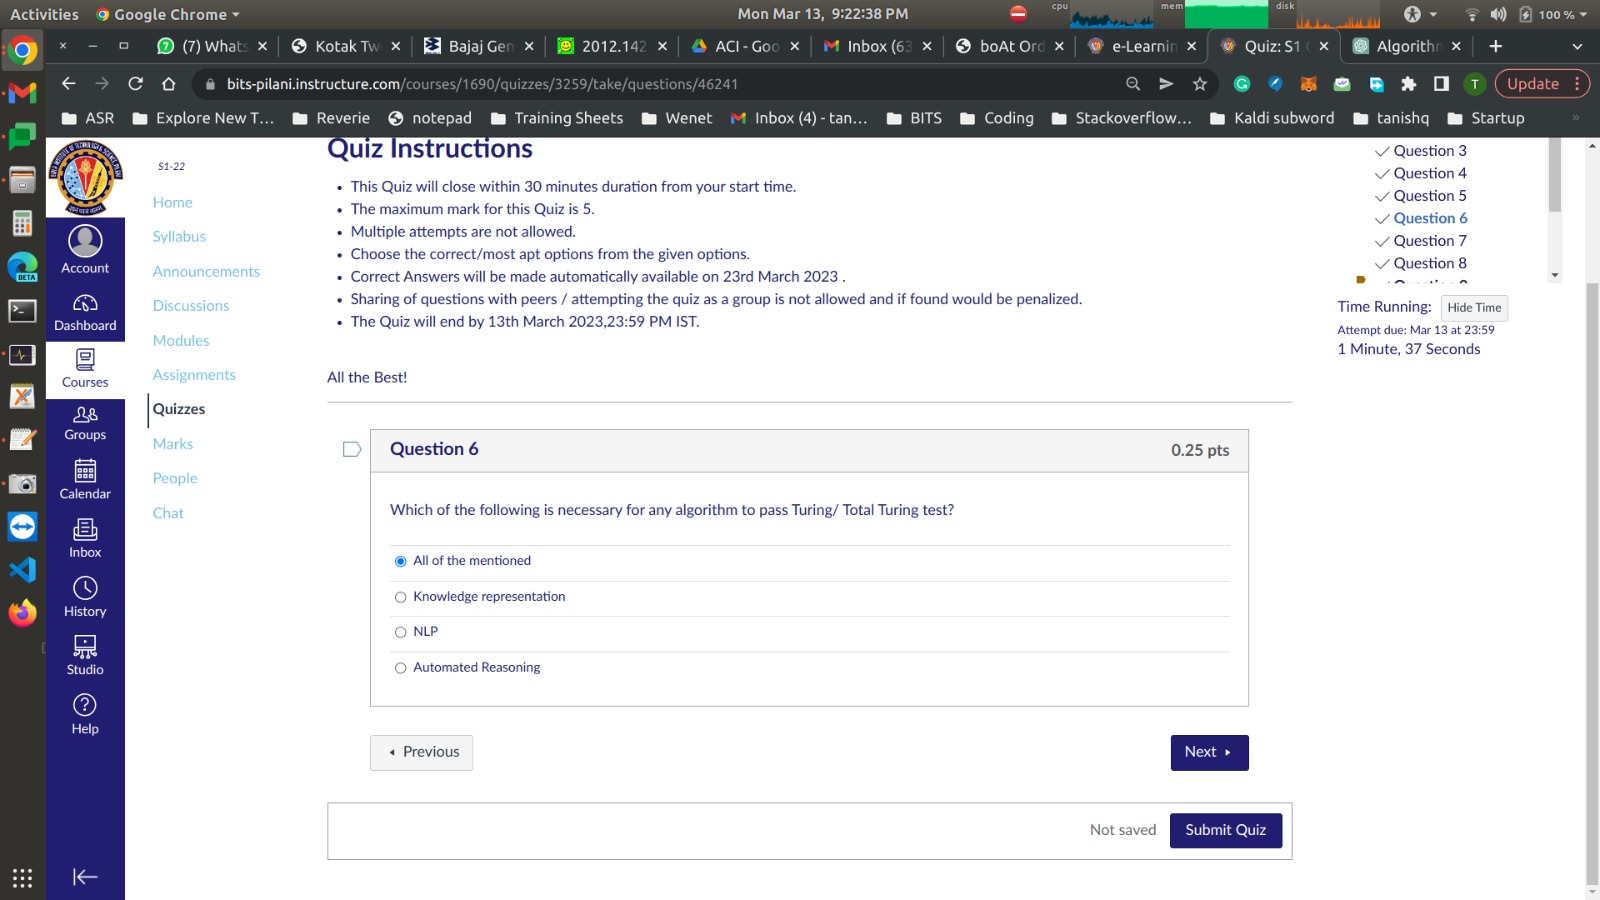 Activities Google Chrome Mon Mar 13, 9:22:38 PM cpu mem disk 100 %
(7) Whats Kotak Tw Bajaj Gen 2012.142 ACI - Goo Inbox (63 boAt Ord e-Learnin Quiz: S1 Algorithm
bits-pilani.instructure.com/courses/1690/quizzes/3259/take/questions/46241 T Update
ASR Explore New T... Reverie notepad Training Sheets Wenet Inbox (4) - tan... BITS Coding Stackoverflow... Kaldi subword tanishq Startup »
S1-22
Home
Syllabus
Announcements
Discussions
Modules
Assignments
Quizzes
Marks
People
Chat
Account
Dashboard
Courses
Groups
Calendar
Inbox
History
Studio
Help
BETA
Quiz Instructions
• This Quiz will close within 30 minutes duration from your start time.
• The maximum mark for this Quiz is 5.
• Multiple attempts are not allowed.
• Choose the correct/most apt options from the given options.
• Correct Answers will be made automatically available on 23rd March 2023 .
• Sharing of questions with peers / attempting the quiz as a group is not allowed and if found would be penalized.
• The Quiz will end by 13th March 2023,23:59 PM IST.
All the Best!
Question 6 0.25 pts
Which of the following is necessary for any algorithm to pass Turing/ Total Turing test?
All of the mentioned
Knowledge representation
NLP
Automated Reasoning
Previous
Next
Not saved Submit Quiz
Question 3
Question 4
Question 5
Question 6
Question 7
Question 8
Time Running: Hide Time
Attempt due: Mar 13 at 23:59
1 Minute, 37 Seconds